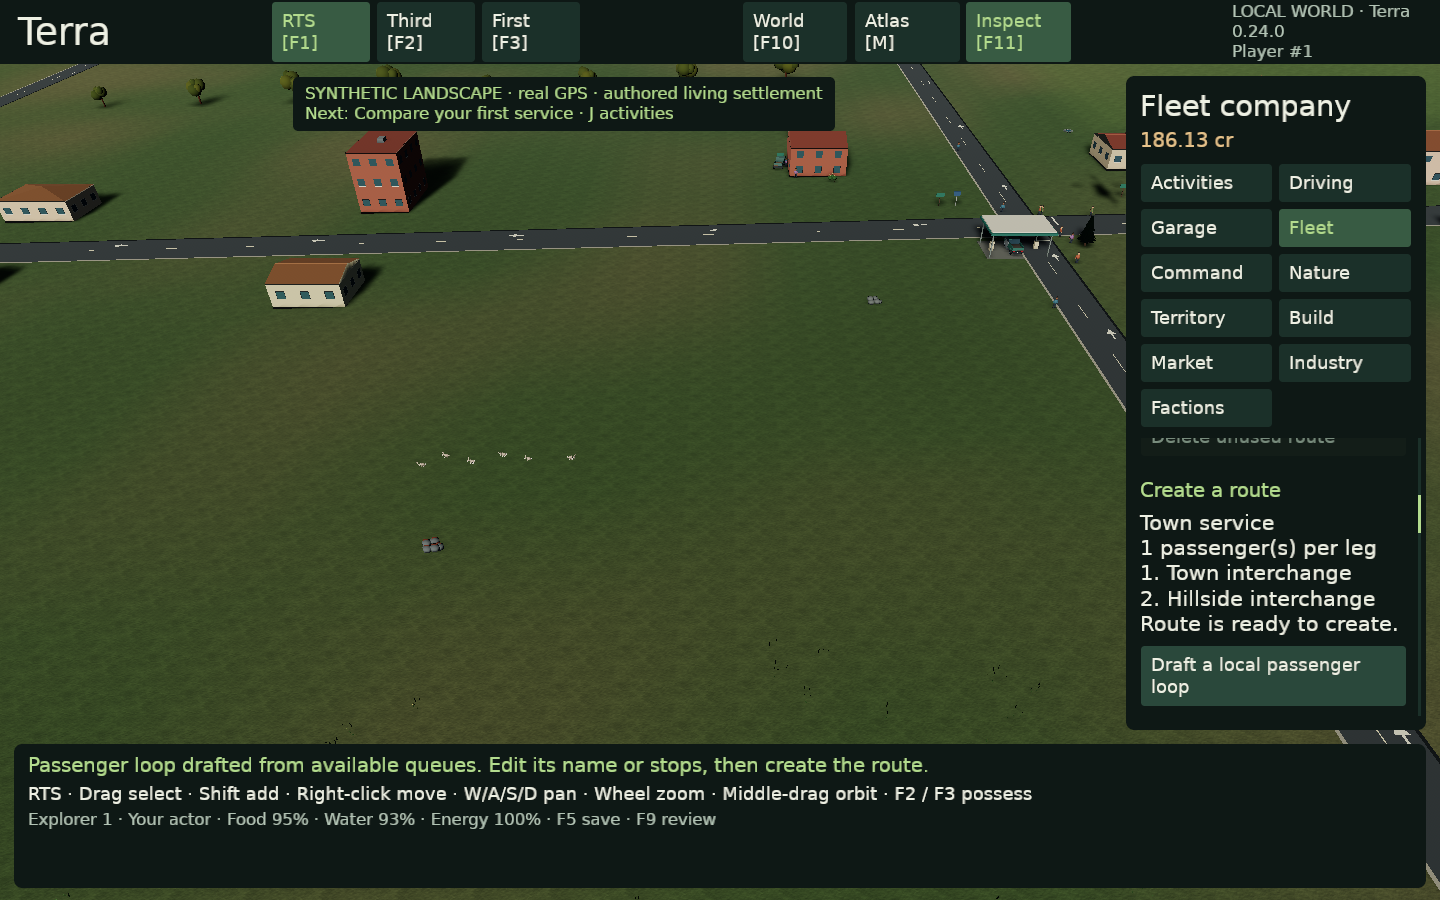 Terra
RTS
[F1]
Third
[F2]
First
[F3]
World
[F10]
Atlas
[M]
Inspect
[F11]
LOCAL WORLD · Terra
0.24.0
Player #1
SYNTHETIC LANDSCAPE · real GPS · authored living settlement
Next: Compare your first service · J activities
Fleet company
186.13 cr
Activities
Driving
Garage
Fleet
Command
Nature
Territory
Build
Market
Industry
Factions
Delete unused route
Create a route
Town service
1 passenger(s) per leg
1. Town interchange
2. Hillside interchange
Route is ready to create.
Draft a local passenger
loop
Passenger loop drafted from available queues. Edit its name or stops, then create the route.
RTS · Drag select · Shift add · Right-click move · W/A/S/D pan · Wheel zoom · Middle-drag orbit · F2 / F3 possess
Explorer 1 · Your actor · Food 95% · Water 93% · Energy 100% · F5 save · F9 review